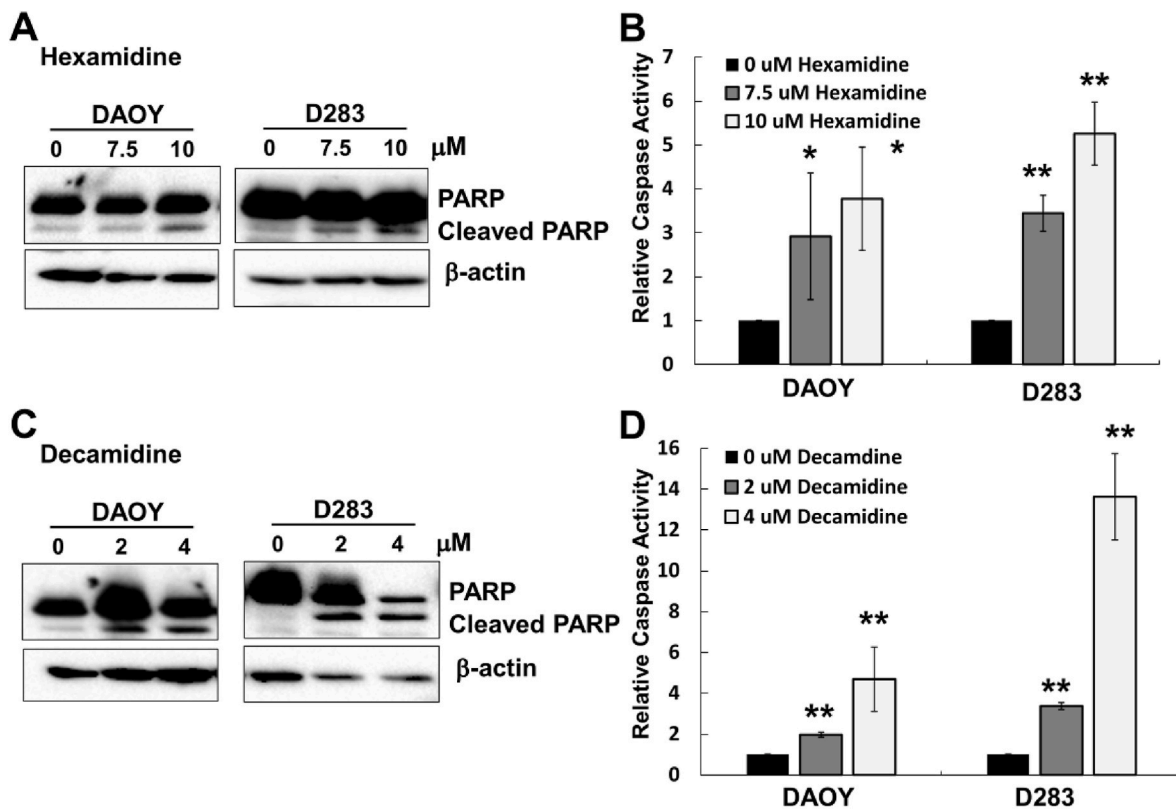 A
Hexamidine
DAOY
D283
0 7.5 10
0 7.5 10
μM
PARP
Cleaved PARP
β-actin
B
Relative Caspase Activity
7
6
5
4
3
2
1
0
0 uM Hexamidine
7.5 uM Hexamidine
10 uM Hexamidine
*
*
**
**
DAOY
D283
C
Decamidine
DAOY
D283
0 2 4
0 2 4
μM
PARP
Cleaved PARP
β-actin
D
Relative Caspase Activity
16
14
12
10
8
6
4
2
0
0 uM Decamdine
2 uM Decamidine
4 uM Decamidine
**
**
**
**
DAOY
D283